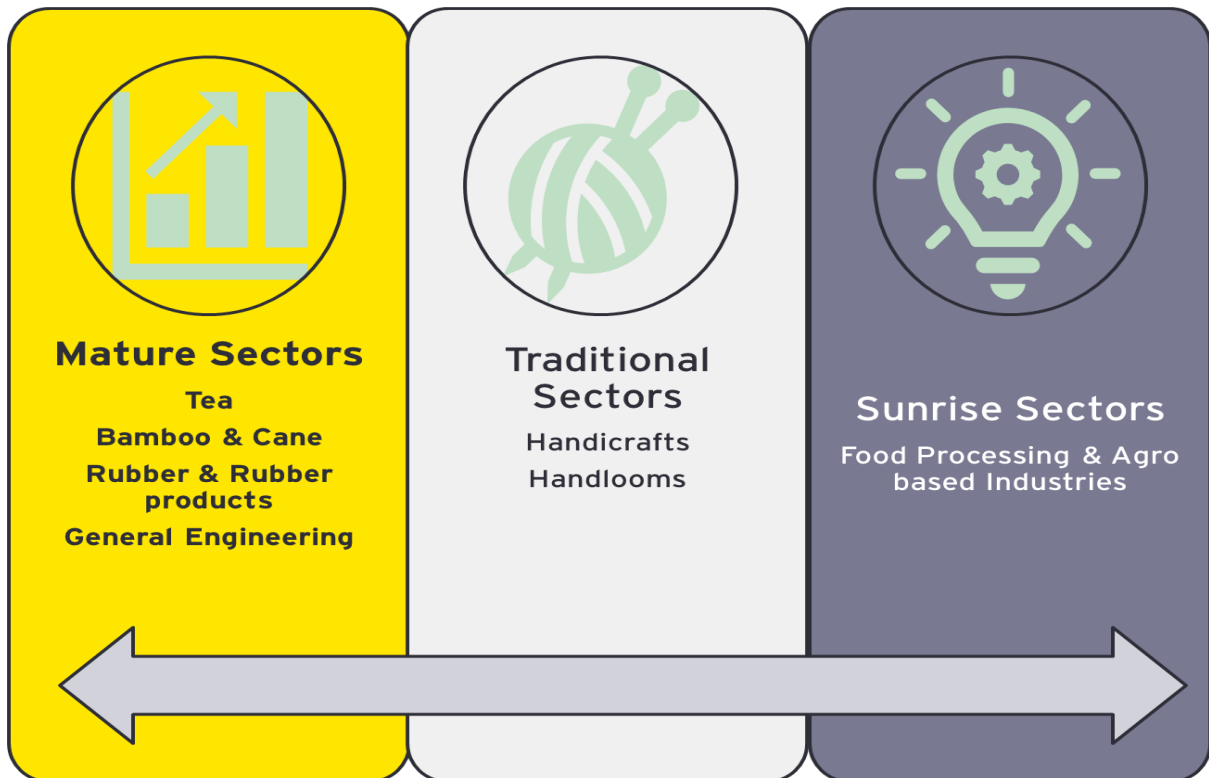 Mature Sectors
Tea
Bamboo & Cane
Rubber & Rubber
products
General Engineering
Traditional
Sectors
Handicrafts
Handlooms
Sunrise Sectors
Food Processing & Agro
based Industries